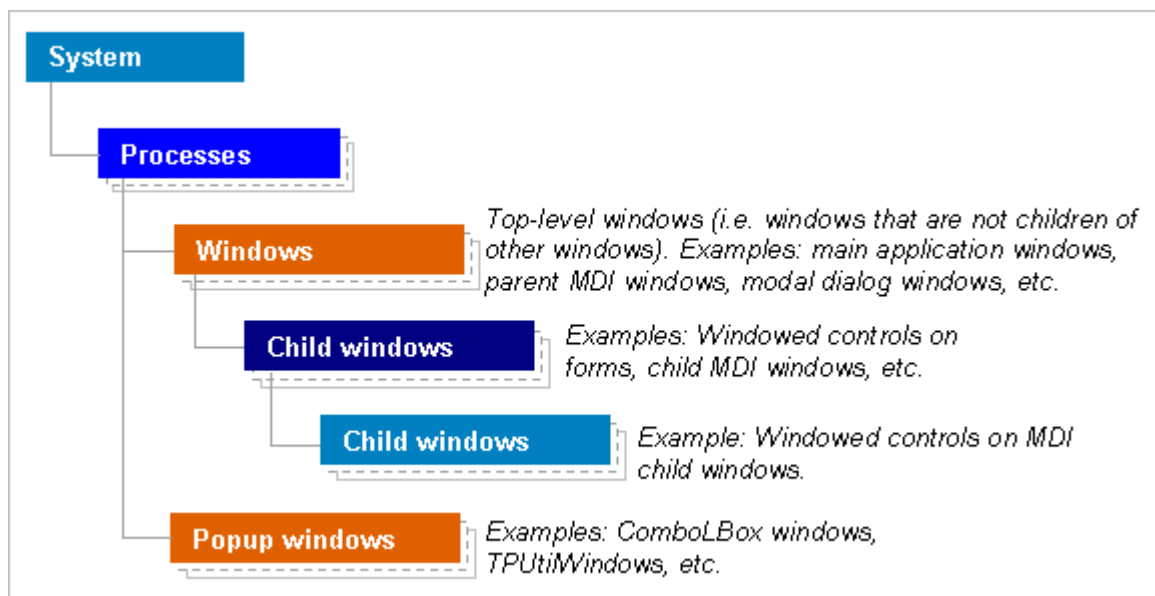 System
Processes
Windows
Top-level windows (i.e. windows that are not children of
other windows). Examples: main application windows,
parent MDI windows, modal dialog windows, etc.
Child windows
Examples: Windowed controls on
forms, child MDI windows, etc.
Child windows
Example: Windowed controls on MDI
child windows.
Popup windows
Examples: ComboLBox windows,
TPUtilWindows, etc.